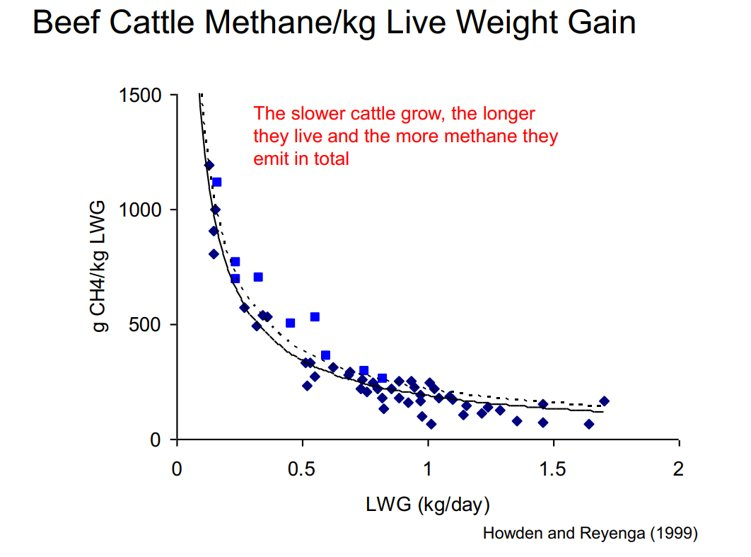 Beef Cattle Methane/kg Live Weight Gain
The slower cattle grow, the longer
they live and the more methane they
emit in total
g CH4/kg LWG
1500
1000
500
0
0 0.5 1 1.5 2
LWG (kg/day)
Howden and Reyenga (1999)